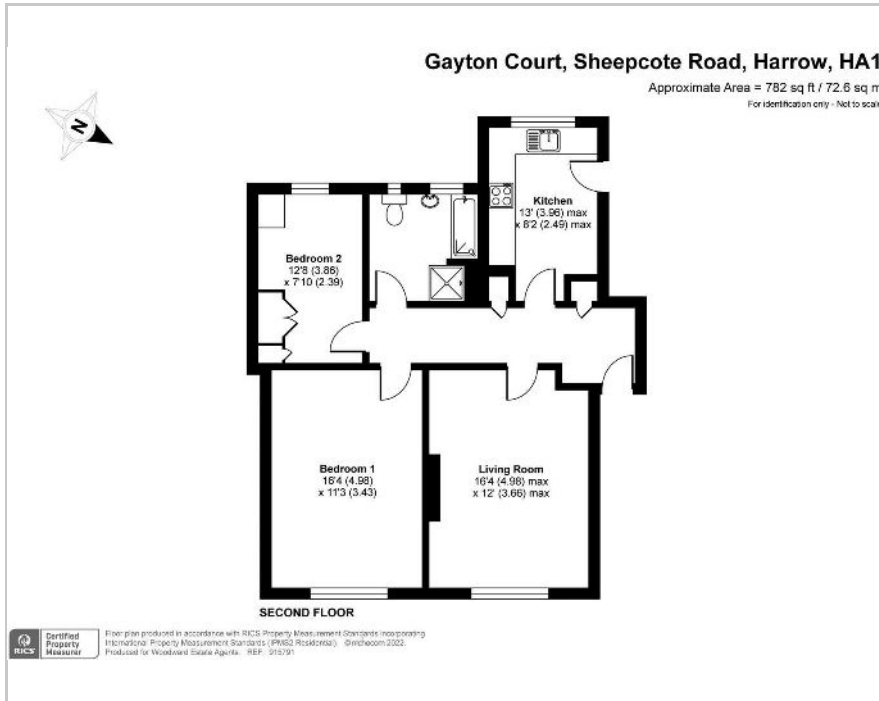 Gayton Court, Sheepcote Road, Harrow, HA1
Approximate Area = 782 sq ft / 72.6 sq m
For identification only - Not to scale
N
Kitchen
13' (3.96) max
x 8'2 (2.49) max
Bedroom 2
12'8 (3.86)
x 7'10 (2.39)
Bedroom 1
16'4 (4.98)
x 11'3 (3.43)
Living Room
16'4 (4.98) max
x 12' (3.66) max
SECOND FLOOR
RICS
Certified
Property
Measurer
Floor plan produced in accordance with RICS Property Measurement Standards incorporating
International Property Measurement Standards (IPMS2 Residential). ©nichecom 2022.
Produced for Woodward Estate Agents. REF: 915791